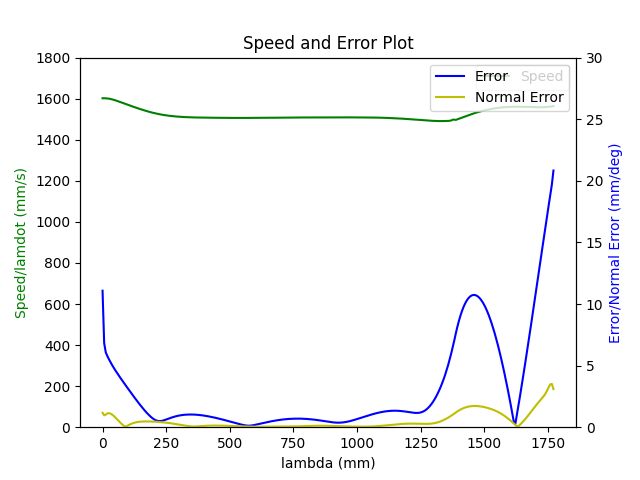 Speed and Error Plot
1800
1600
1400
1200
1000
800
600
400
200
0
Speed/lamdot (mm/s)
Error
Speed
Normal Error
30
25
20
15
10
5
0
Error/Normal Error (mm/deg)
0 250 500 750 1000 1250 1500 1750
lambda (mm)